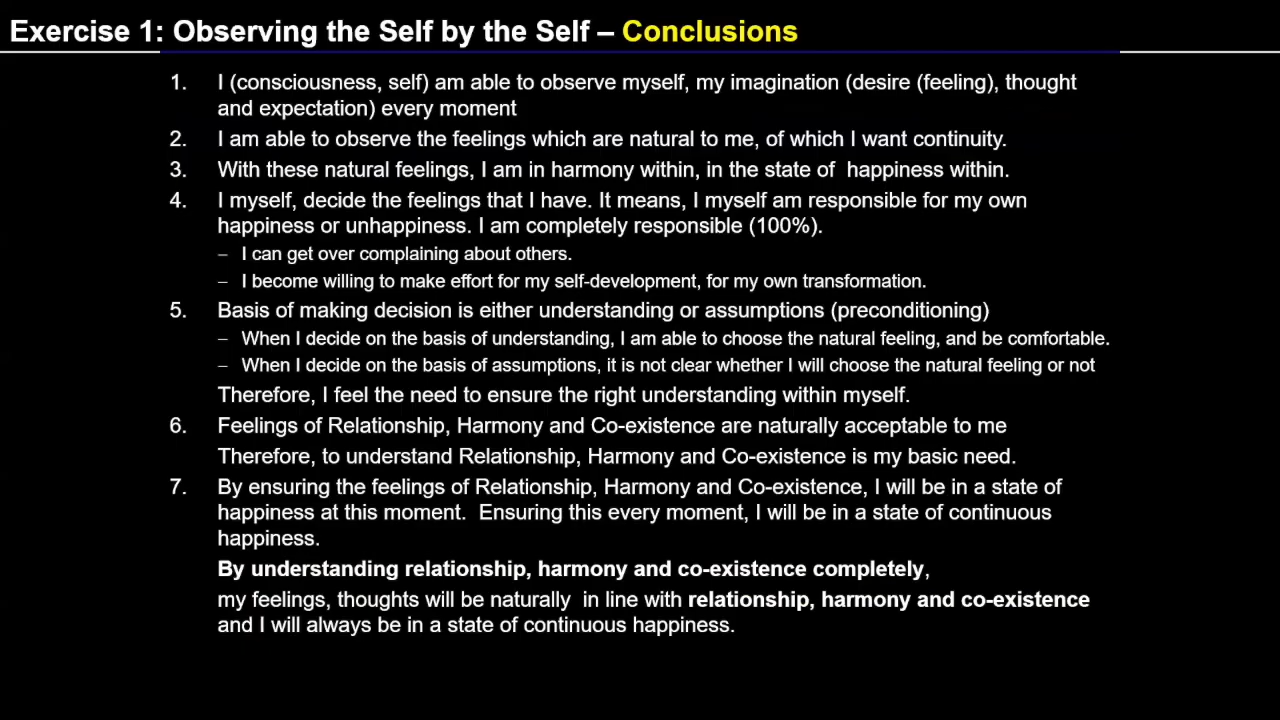 Exercise 1: Observing the Self by the Self – Conclusions
1. I (consciousness, self) am able to observe myself, my imagination (desire (feeling), thought
and expectation) every moment
2. I am able to observe the feelings which are natural to me, of which I want continuity.
3. With these natural feelings, I am in harmony within, in the state of happiness within.
4. I myself, decide the feelings that I have. It means, I myself am responsible for my own
happiness or unhappiness. I am completely responsible (100%).
– I can get over complaining about others.
– I become willing to make effort for my self-development, for my own transformation.
5. Basis of making decision is either understanding or assumptions (preconditioning)
– When I decide on the basis of understanding, I am able to choose the natural feeling, and be comfortable.
– When I decide on the basis of assumptions, it is not clear whether I will choose the natural feeling or not
Therefore, I feel the need to ensure the right understanding within myself.
6. Feelings of Relationship, Harmony and Co-existence are naturally acceptable to me
Therefore, to understand Relationship, Harmony and Co-existence is my basic need.
7. By ensuring the feelings of Relationship, Harmony and Co-existence, I will be in a state of
happiness at this moment. Ensuring this every moment, I will be in a state of continuous
happiness.
By understanding relationship, harmony and co-existence completely,
my feelings, thoughts will be naturally in line with relationship, harmony and co-existence
and I will always be in a state of continuous happiness.